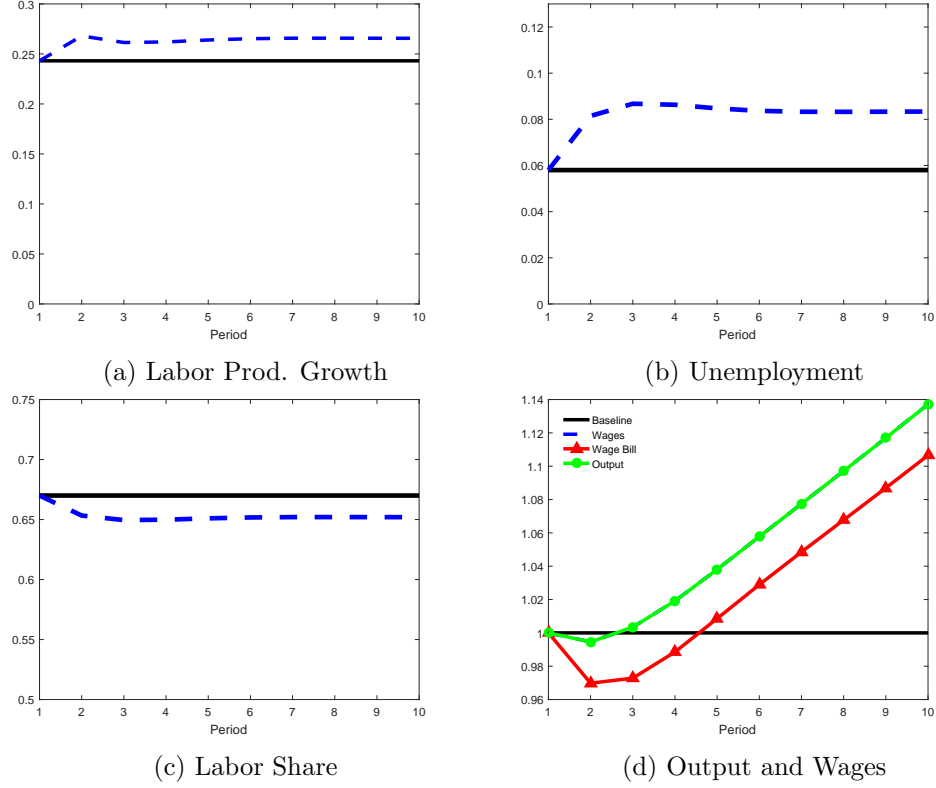 0.3
0.25
0.2
0.15
0.1
0.05
0
1 2 3 4 5 6 7 8 9 10
Period
(a) Labor Prod. Growth
0.12
0.1
0.08
0.06
0.04
0.02
0
1 2 3 4 5 6 7 8 9 10
Period
(b) Unemployment
0.75
0.7
0.65
0.6
0.55
0.5
1 2 3 4 5 6 7 8 9 10
Period
(c) Labor Share
1.14
1.12
1.1
1.08
1.06
1.04
1.02
1
0.98
0.96
Baseline
Wages
Wage Bill
Output
1 2 3 4 5 6 7 8 9 10
Period
(d) Output and Wages